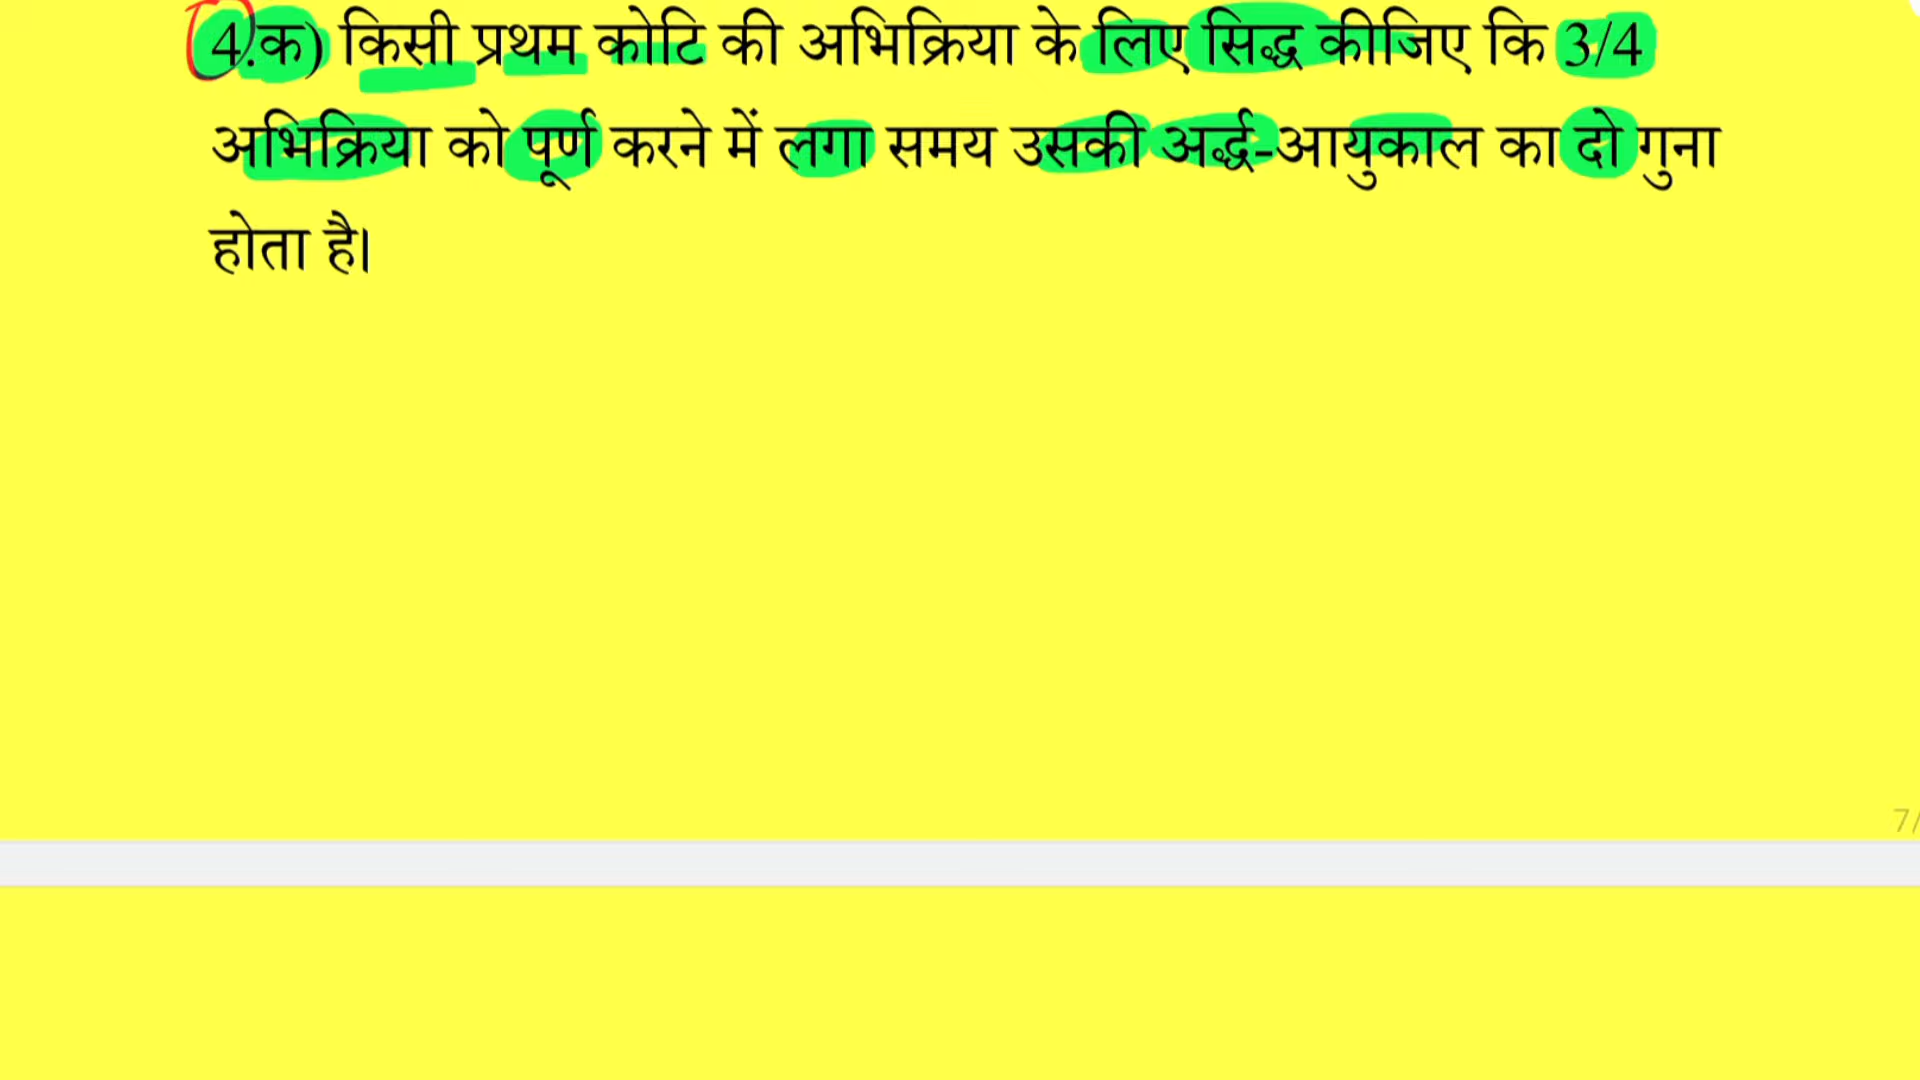 4.क) किसी प्रथम कोटि की अभिक्रिया के लिए सिद्ध कीजिए कि 3/4
अभिक्रिया को पूर्ण करने में लगा समय उसकी अर्द्ध-आयुकाल का दो गुना
होता है।
7/